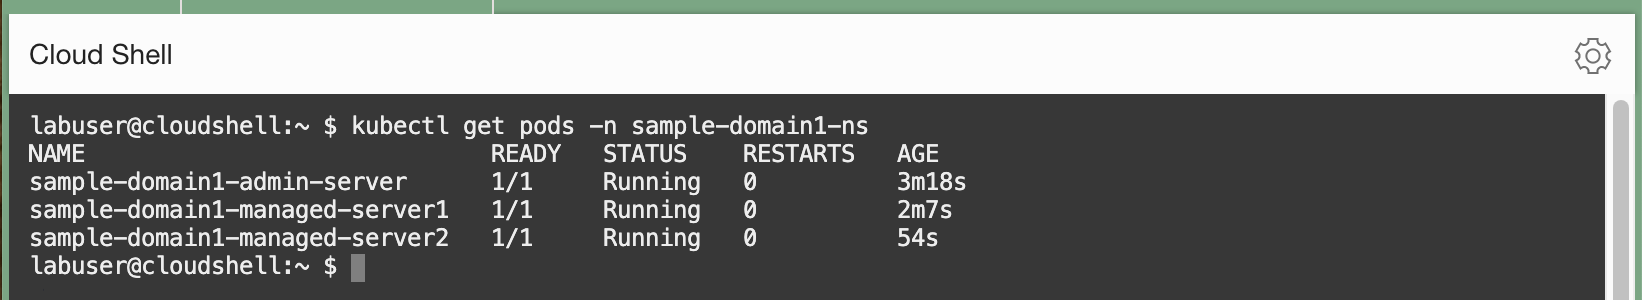 Cloud Shell
labuser@cloudshell:~ $ kubectl get pods -n sample-domain1-ns
NAME READY STATUS RESTARTS AGE
sample-domain1-admin-server 1/1 Running 0 3m18s
sample-domain1-managed-server1 1/1 Running 0 2m7s
sample-domain1-managed-server2 1/1 Running 0 54s
labuser@cloudshell:~ $